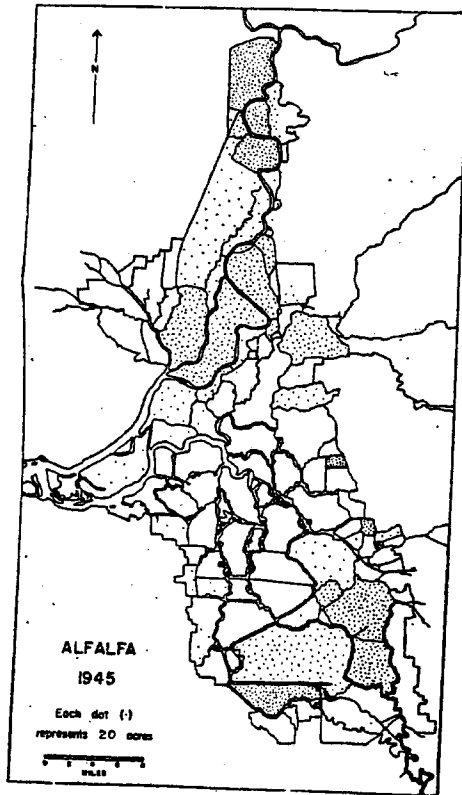 N
ALFALFA
1945
Each dot (·)
represents 20 acres
MILES